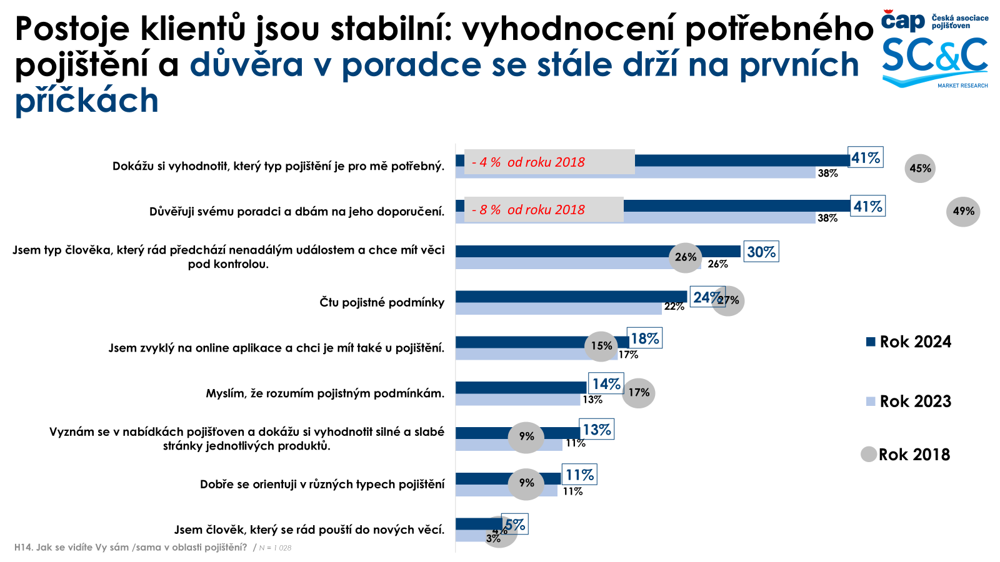 Postoje klientů jsou stabilní: vyhodnocení potřebného
pojištění a důvěra v poradce se stále drží na prvních
příčkách
čap Česká asociace
pojišťoven
SC&C
MARKET RESEARCH
Dokážu si vyhodnotit, který typ pojištění je pro mě potřebný.
- 4 % od roku 2018
41%
38%
45%
Důvěřuji svému poradci a dbám na jeho doporučení.
- 8 % od roku 2018
41%
38%
49%
Jsem typ člověka, který rád předchází nenadálým událostem a chce mít věci
pod kontrolou.
26%
30%
26%
Čtu pojistné podmínky
24%
22%
27%
Jsem zvyklý na online aplikace a chci je mít také u pojištění.
15%
18%
17%
Rok 2024
Myslím, že rozumím pojistným podmínkám.
14%
13%
17%
Rok 2023
Vyznám se v nabídkách pojišťoven a dokážu si vyhodnotit silné a slabé
stránky jednotlivých produktů.
9%
13%
11%
Rok 2018
Dobře se orientuji v různých typech pojištění
9%
11%
11%
Jsem člověk, který se rád pouští do nových věcí.
5%
4%
3%
H14. Jak se vidíte Vy sám /sama v oblasti pojištění? / N = 1 028